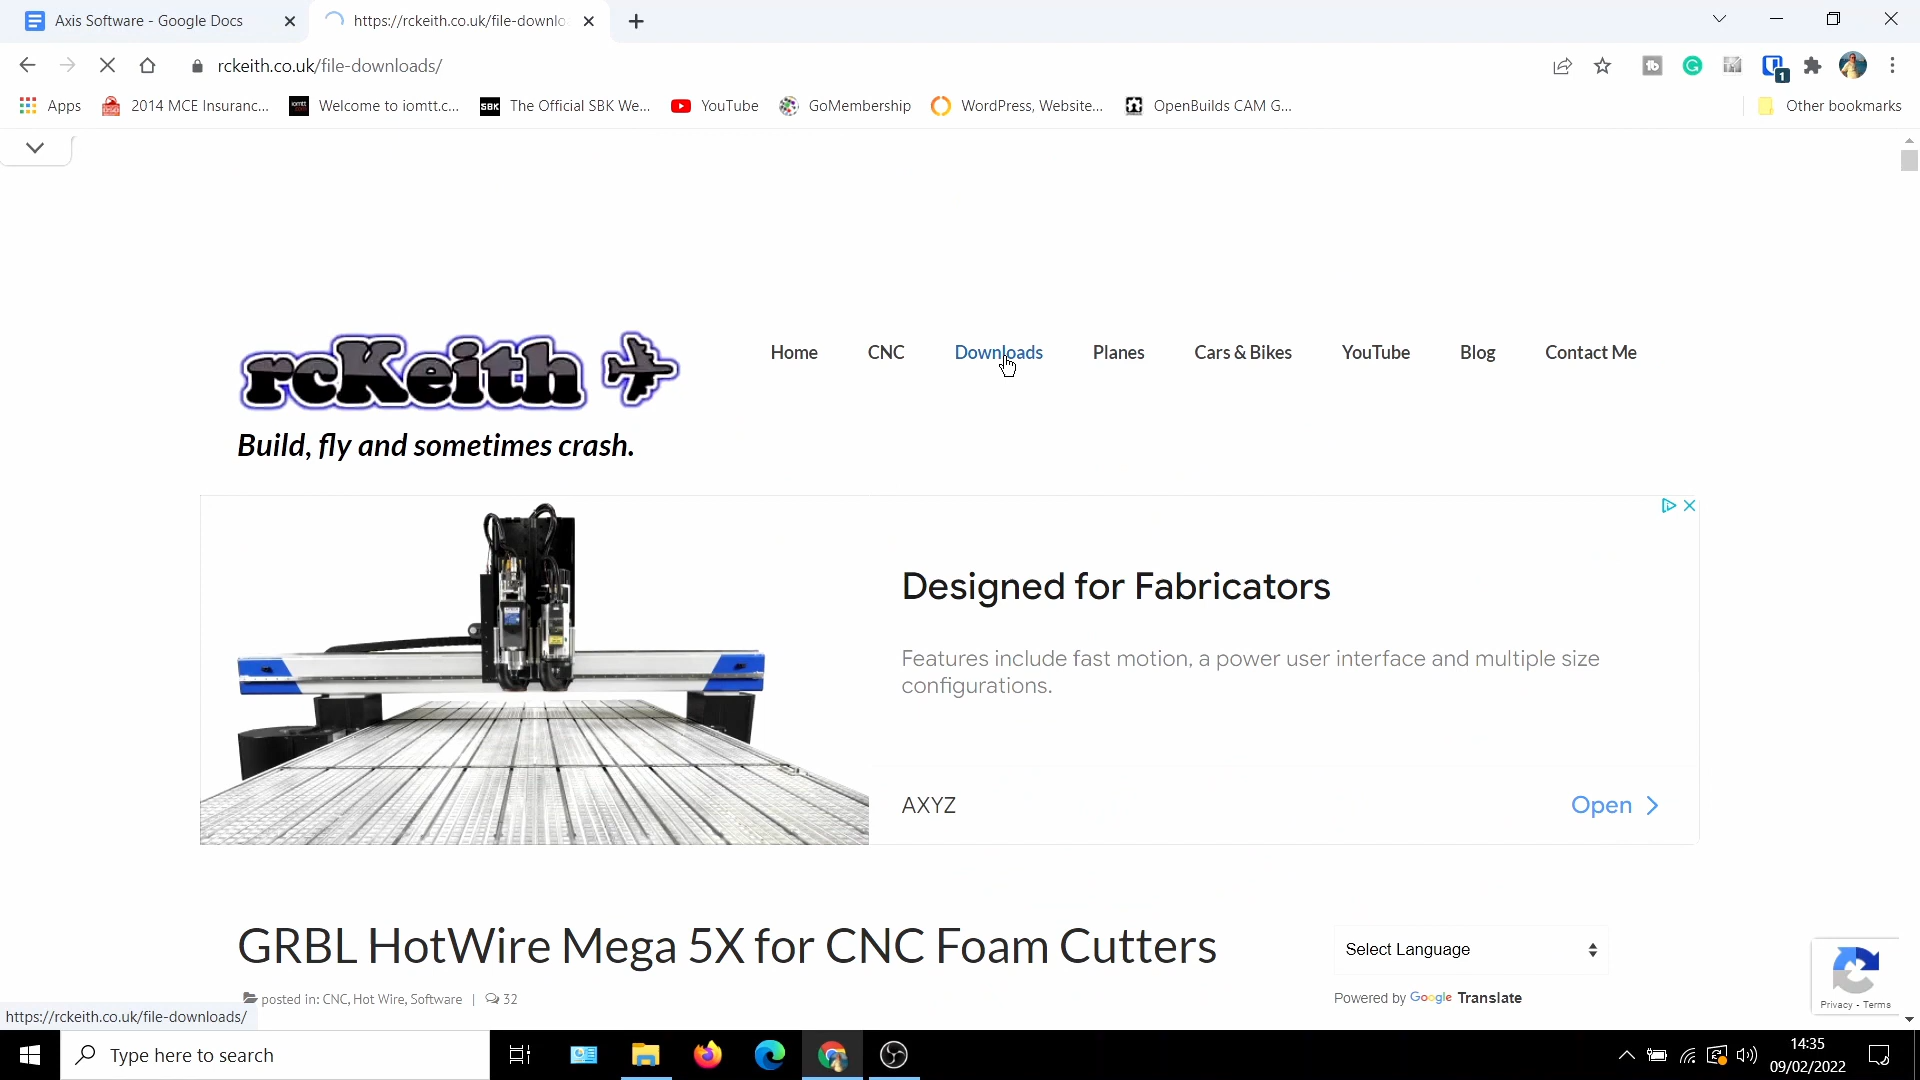 Axis Software - Google Docs
https://rckeith.co.uk/file-downlo
rckeith.co.uk/file-downloads/
1
Apps
2014 MCE Insuranc...
Welcome to iomtt.c...
SBK
The Official SBK We...
YouTube
GoMembership
WordPress, Website...
OpenBuilds CAM G...
Other bookmarks
rcKeith
Home
CNC
Downloads
Planes
Cars & Bikes
YouTube
Blog
Contact Me
Build, fly and sometimes crash.
Designed for Fabricators
Features include fast motion, a power user interface and multiple size
configurations.
AXYZ
Open
GRBL HotWire Mega 5X for CNC Foam Cutters
posted in: CNC, Hot Wire, Software | 32
Select Language
Powered by Google Translate
Privacy - Terms
https://rckeith.co.uk/file-downloads/
Type here to search
14:35
09/02/2022